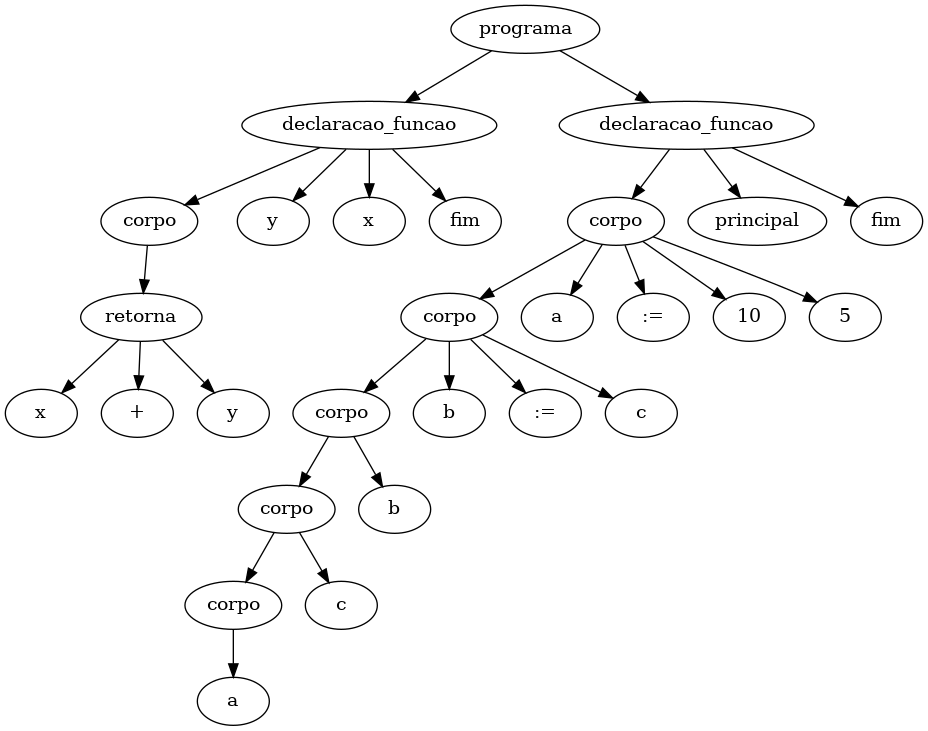 programa
declaracao_funcao declaracao_funcao
corpo y x fim corpo principal fim
retorna corpo a := 10 5
x + y corpo b := c
corpo b
corpo c
a